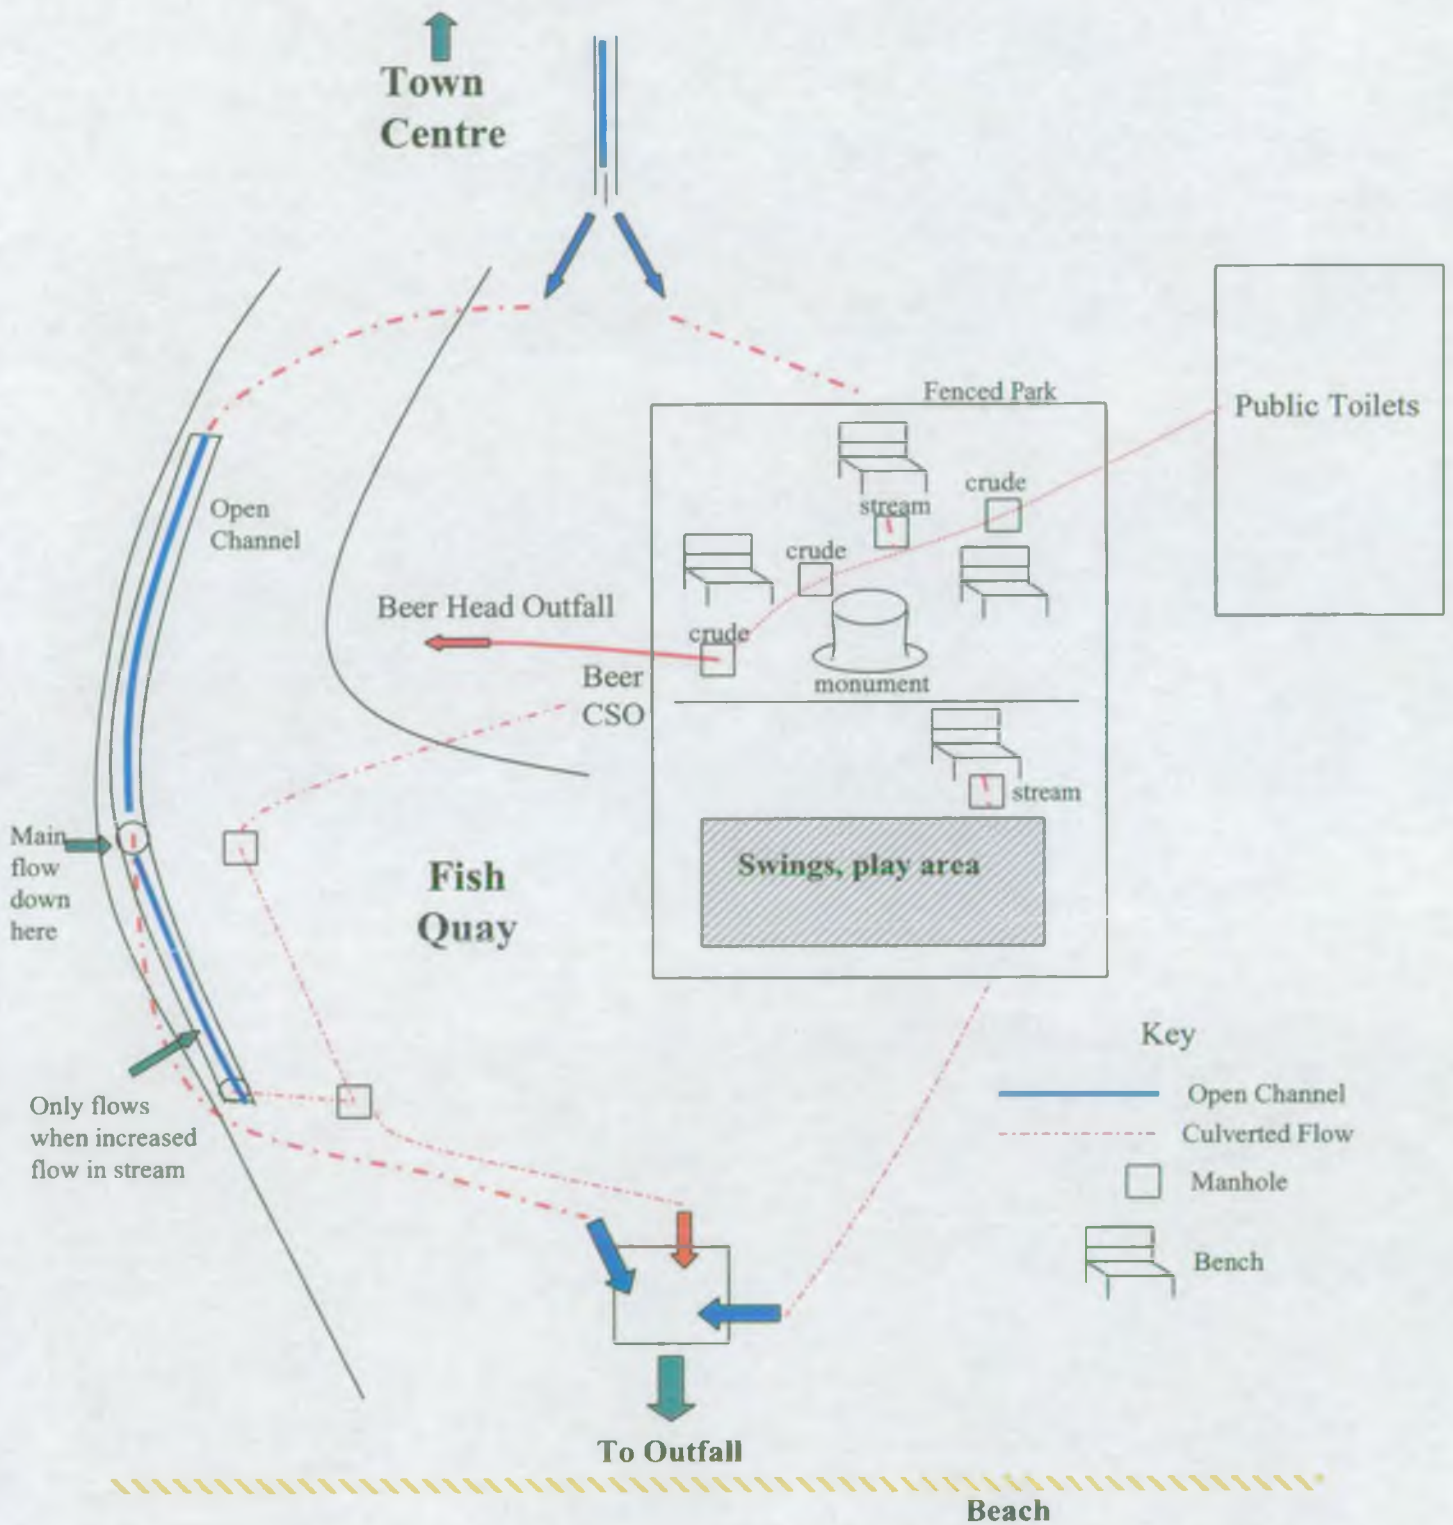 Town
Centre
Fenced Park
Public Toilets
crude
stream
Open
Channel
crude
Beer Head Outfall
crude
Beer
CSO
monument
stream
Main
flow
down
here
Fish
Quay
Swings, play area
Key
Open Channel
Culverted Flow
Manhole
Bench
Only flows
when increased
flow in stream
To Outfall
Beach